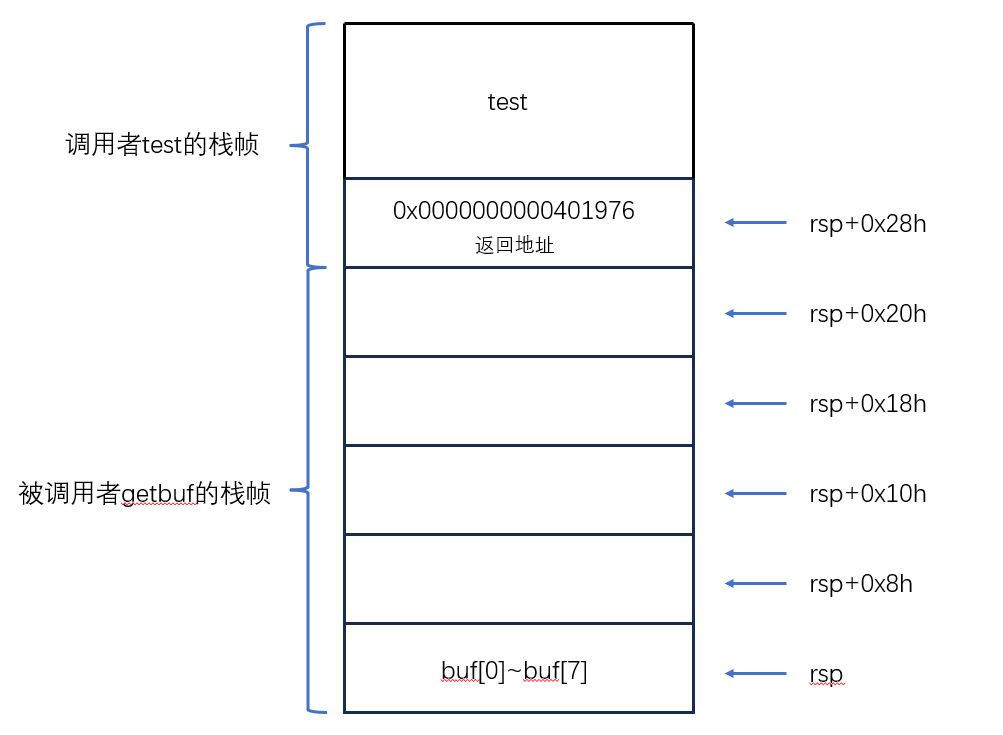 test
调用者test的栈帧
0x0000000000401976
返回地址
rsp+0x28h
rsp+0x20h
rsp+0x18h
被调用者getbuf的栈帧
rsp+0x10h
rsp+0x8h
buf[0]~buf[7]
rsp